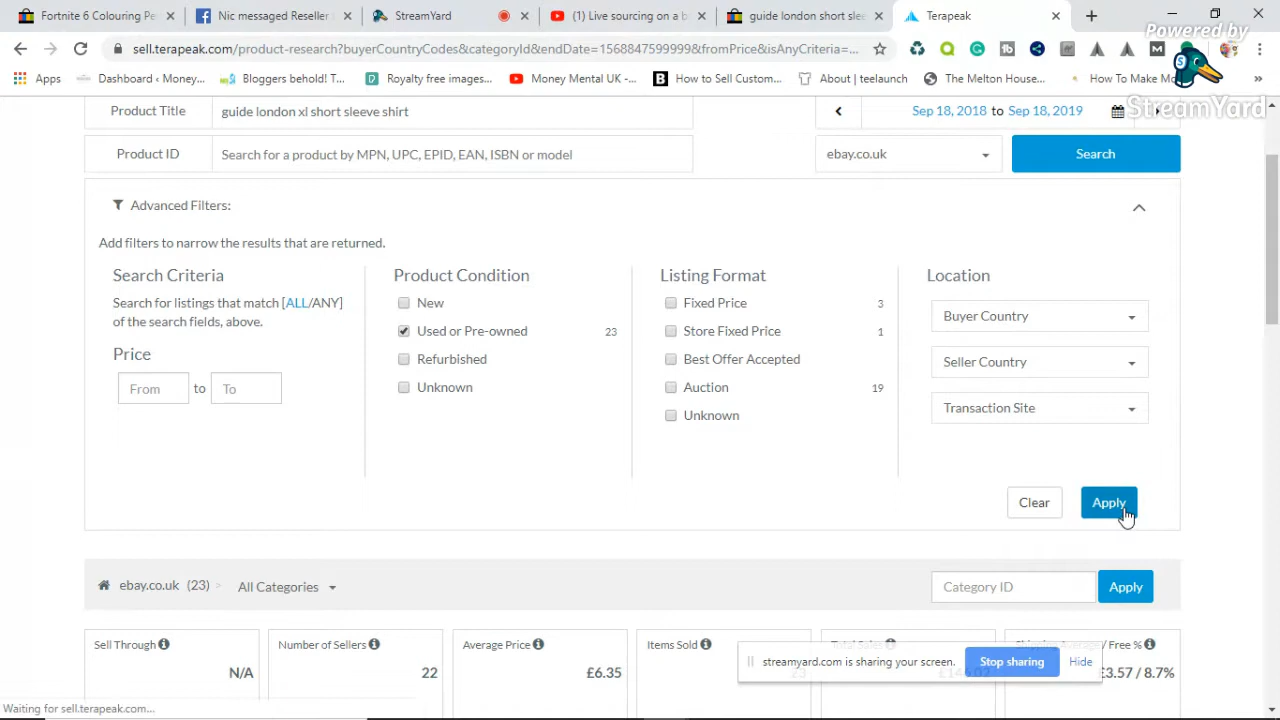 Fortnite 6 Colouring Pe
Nic messaged Reseller
StreamYard
(1) Live sourcing on a b
guide london short slee
Terapeak
sell.terapeak.com/product-research?buyerCountryCodes&categoryId&endDate=1568847599999&fromPrice&isAnyCriteria=...
Powered by
StreamYard
Apps
Dashboard ‹ Money...
Bloggers behold! T...
Royalty free images...
Money Mental UK -...
How to Sell Custom...
About | teelaunch
The Melton House...
How To Make Mo
»
Product Title
guide london xl short sleeve shirt
Sep 18, 2018 to Sep 18, 2019
Product ID
Search for a product by MPN, UPC, EPID, EAN, ISBN or model
ebay.co.uk
Search
Advanced Filters:
Add filters to narrow the results that are returned.
Search Criteria
Search for listings that match [ALL/ANY]
of the search fields, above.
Price
From to To
Product Condition
New
Used or Pre-owned 23
Refurbished
Unknown
Listing Format
Fixed Price 3
Store Fixed Price 1
Best Offer Accepted
Auction 19
Unknown
Location
Buyer Country
Seller Country
Transaction Site
Clear
Apply
ebay.co.uk (23) > All Categories
Category ID
Apply
Sell Through
N/A
Number of Sellers
22
Average Price
£6.35
Items Sold
23
Total Sales
£146.02
Shipping Average / Free %
£3.57 / 8.7%
streamyard.com is sharing your screen.
Stop sharing
Hide
Waiting for sell.terapeak.com...